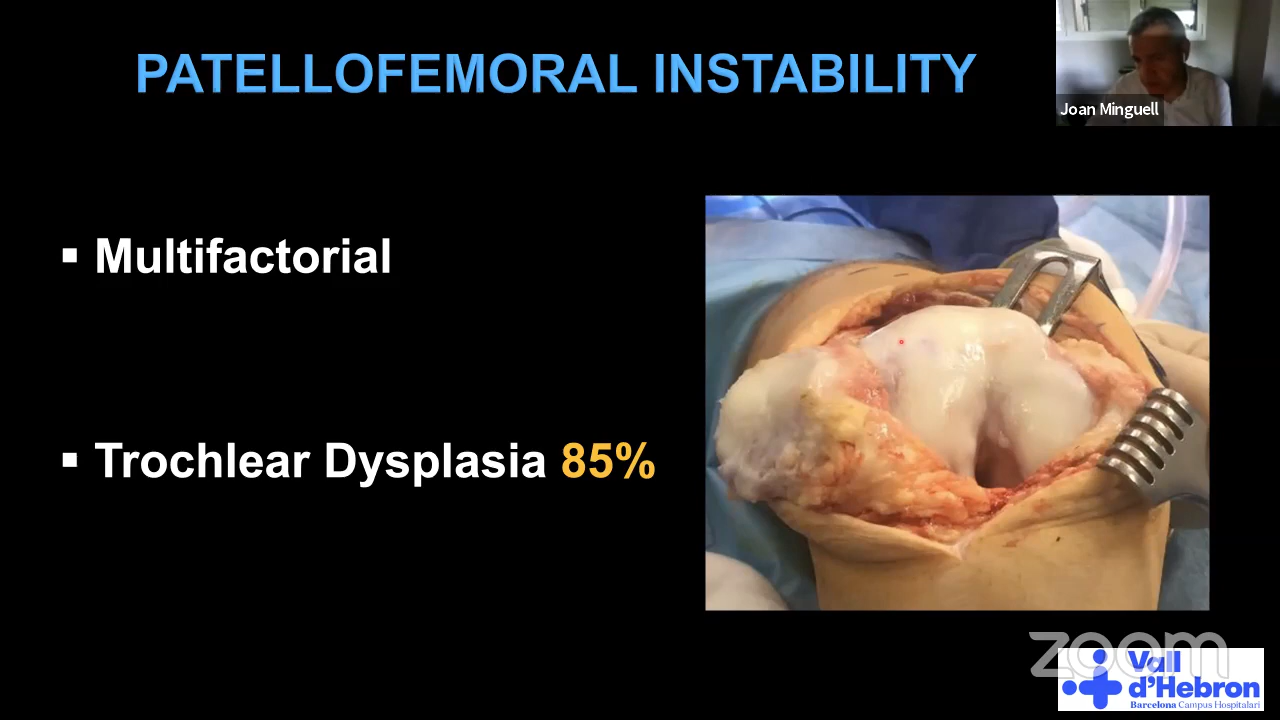 PATELLOFEMORAL INSTABILITY
Joan Minguell
▪ Multifactorial
▪ Trochlear Dysplasia 85%
zoom
Vall
d'Hebron
Barcelona Campus Hospitalari